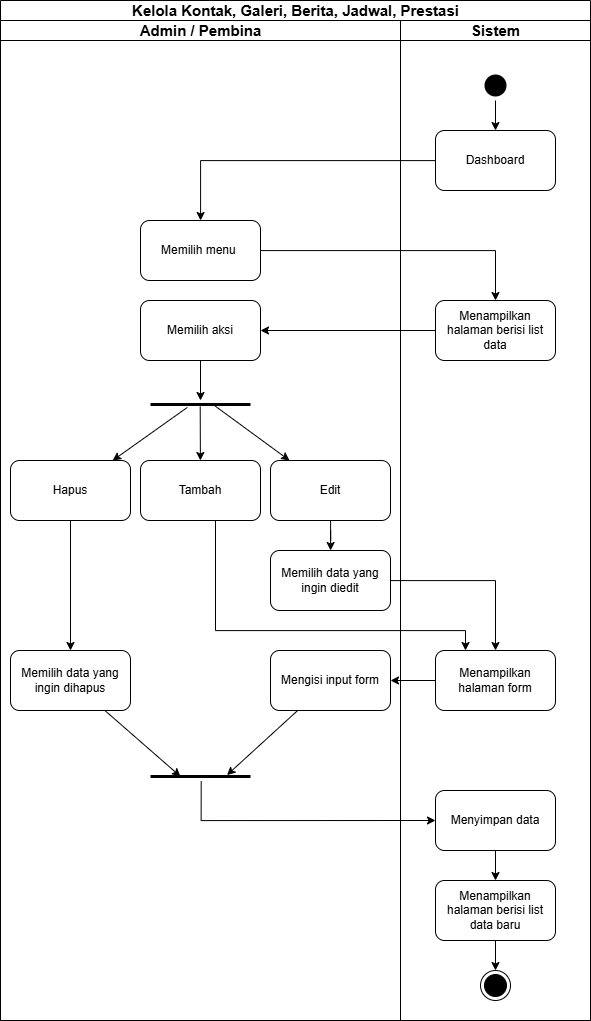 Kelola Kontak, Galeri, Berita, Jadwal, Prestasi
Admin / Pembina
Sistem
Dashboard
Memilih menu
Memilih aksi
Menampilkan
halaman berisi list
data
Hapus
Tambah
Edit
Memilih data yang
ingin diedit
Memilih data yang
ingin dihapus
Mengisi input form
Menampilkan
halaman form
Menyimpan data
Menampilkan
halaman berisi list
data baru